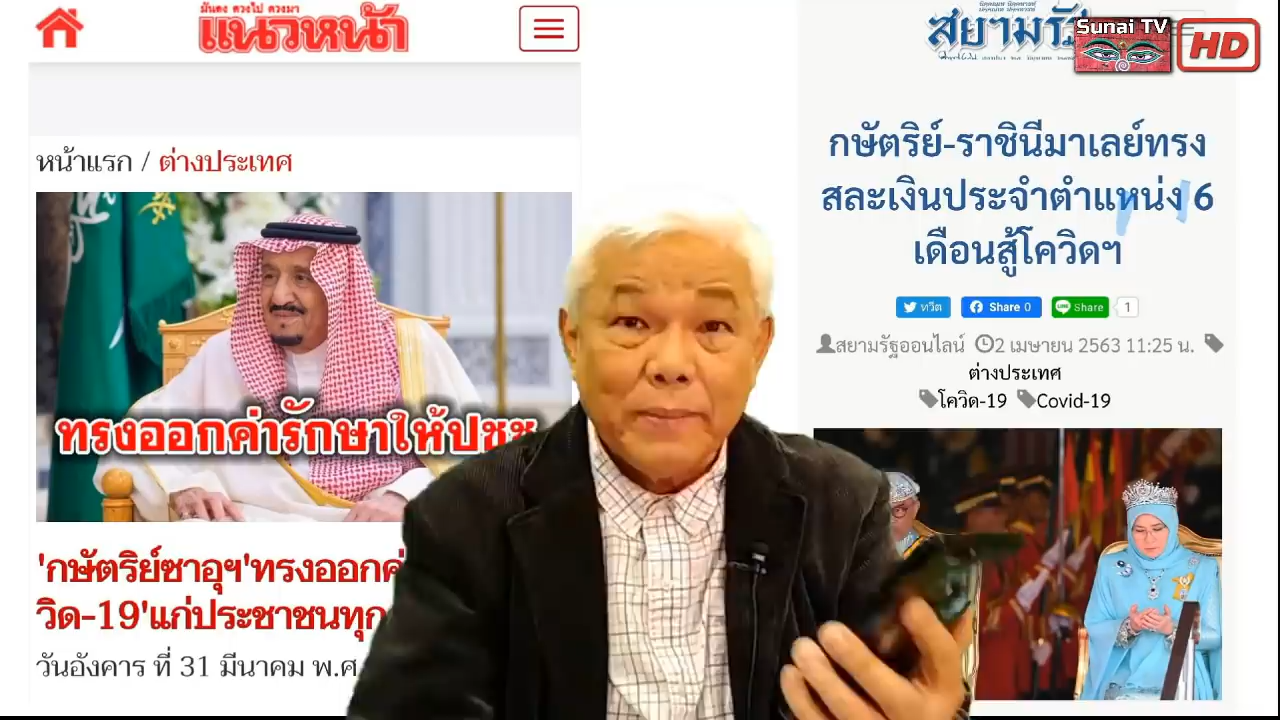 แนวหน้า
หน้าแรก / ต่างประเทศ
ทรงออกค่ารักษาให้ปชช
'กษัตริย์ซาอุฯ'ทรงออกค่
วิด-19'แก่ประชาชนทุก
วันอังคาร ที่ 31 มีนาคม พ.ศ
สยามรัฐ
Sunai TV
HD
กษัตริย์-ราชินีมาเลย์ทรง
สละเงินประจำตำแหน่ง 6
เดือนสู้โควิดฯ
ทวีต Share 0 Share 1
สยามรัฐออนไลน์ 2 เมษายน 2563 11:25 น.
ต่างประเทศ
โควิด-19 Covid-19